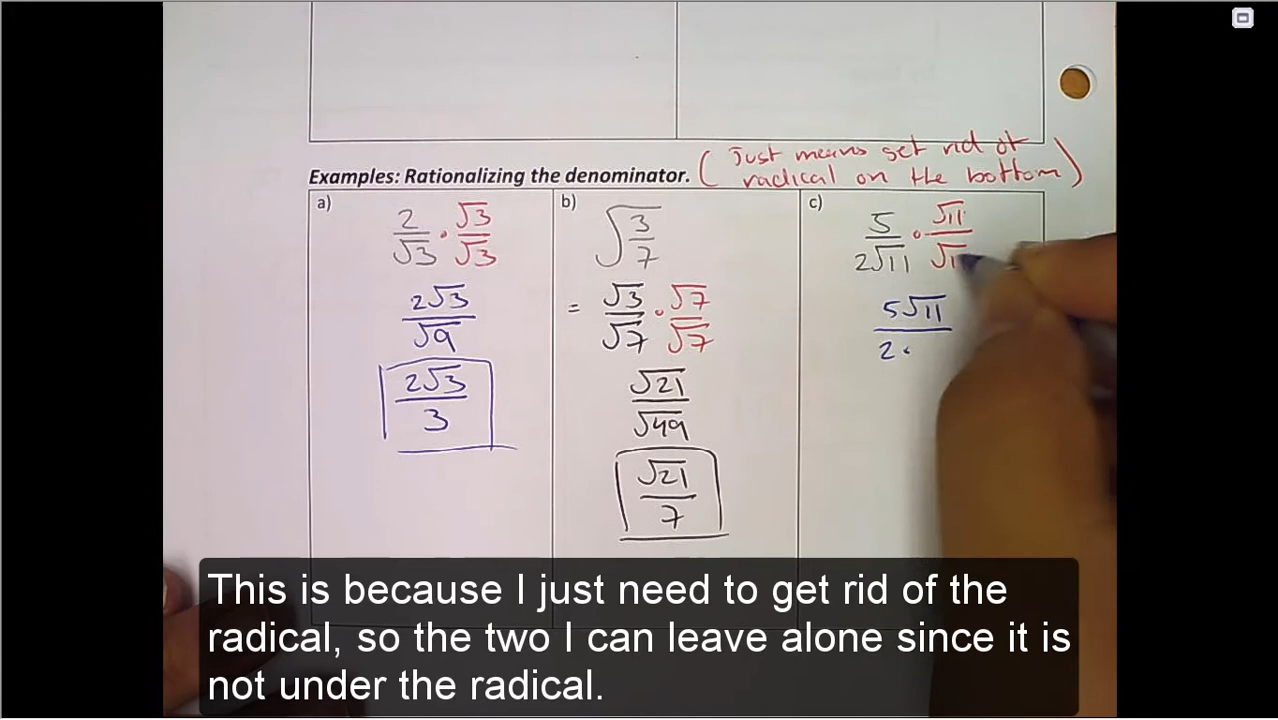 Examples: Rationalizing the denominator. (Just means get rid of
radical on the bottom)
a)
2/√3 · √3/√3
2√3/√9
2√3/3
b)
√(3/7)
= √3/√7 · √7/√7
√21/√49
√21/7
c)
5/2√11 · √11/√1
5√11/2 ·
This is because I just need to get rid of the
radical, so the two I can leave alone since it is
not under the radical.